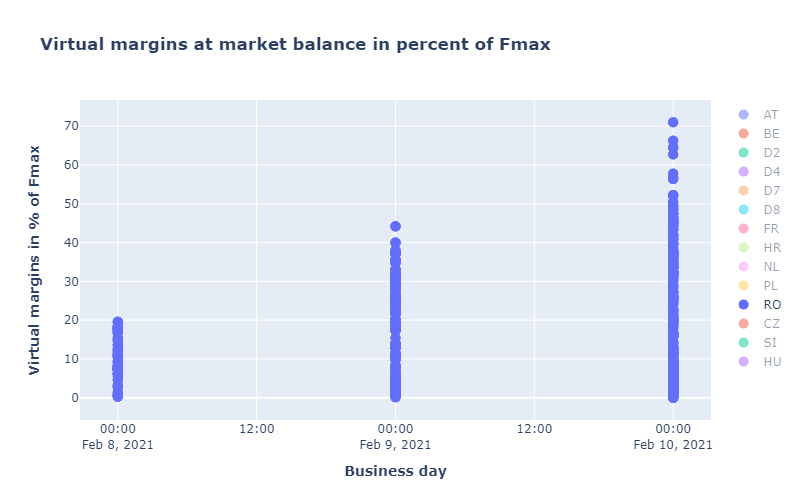 Virtual margins at market balance in percent of Fmax
Virtual margins in % of Fmax
70
60
50
40
30
20
10
0
00:00
Feb 8, 2021
12:00
00:00
Feb 9, 2021
12:00
00:00
Feb 10, 2021
Business day
AT
BE
D2
D4
D7
D8
FR
HR
NL
PL
RO
CZ
SI
HU